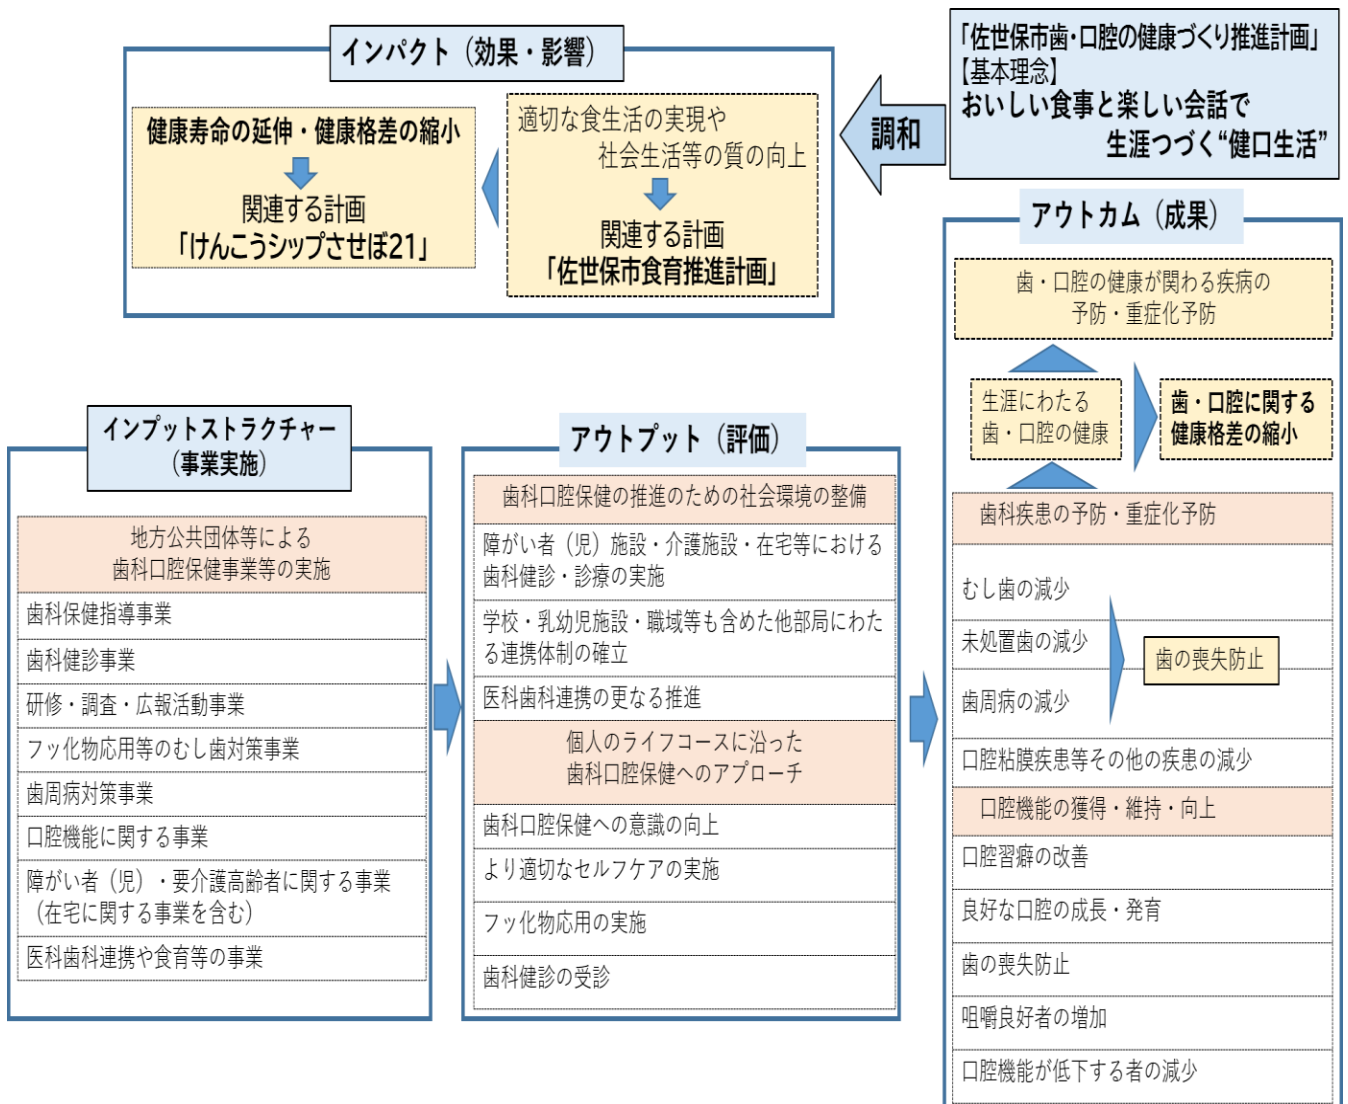 インパクト（効果・影響）
健康寿命の延伸・健康格差の縮小
関連する計画
「けんこうシップさせぼ21」
適切な食生活の実現や
社会生活等の質の向上
関連する計画
「佐世保市食育推進計画」
調和
「佐世保市歯・口腔の健康づくり推進計画」
【基本理念】
おいしい食事と楽しい会話で
生涯つづく“健口生活”
インプットストラクチャー
（事業実施）
地方公共団体等による
歯科口腔保健事業等の実施
歯科保健指導事業
歯科健診事業
研修・調査・広報活動事業
フッ化物応用等のむし歯対策事業
歯周病対策事業
口腔機能に関する事業
障がい者（児）・要介護高齢者に関する事業
（在宅に関する事業を含む）
医科歯科連携や食育等の事業
アウトプット（評価）
歯科口腔保健の推進のための社会環境の整備
障がい者（児）施設・介護施設・在宅等における
歯科健診・診療の実施
学校・乳幼児施設・職域等も含めた他部局にわた
る連携体制の確立
医科歯科連携の更なる推進
個人のライフコースに沿った
歯科口腔保健へのアプローチ
歯科口腔保健への意識の向上
より適切なセルフケアの実施
フッ化物応用の実施
歯科健診の受診
アウトカム（成果）
歯・口腔の健康が関わる疾病の
予防・重症化予防
生涯にわたる
歯・口腔の健康
歯・口腔に関する
健康格差の縮小
歯科疾患の予防・重症化予防
むし歯の減少
未処置歯の減少
歯周病の減少
歯の喪失防止
口腔粘膜疾患等その他の疾患の減少
口腔機能の獲得・維持・向上
口腔習癖の改善
良好な口腔の成長・発育
歯の喪失防止
咀嚼良好者の増加
口腔機能が低下する者の減少